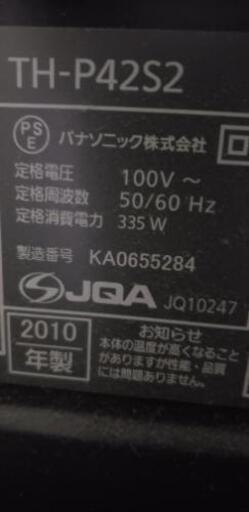 TH-P42S2
PS
E
パナソニック株式会社
定格電圧 100V ～
定格周波数 50/60 Hz
定格消費電力 335 W
製造番号 KA0655284
JQA JQ10247
2010
年製
お知らせ
本体の温度が高くなること
がありますが性能・品質
には問題ありません。